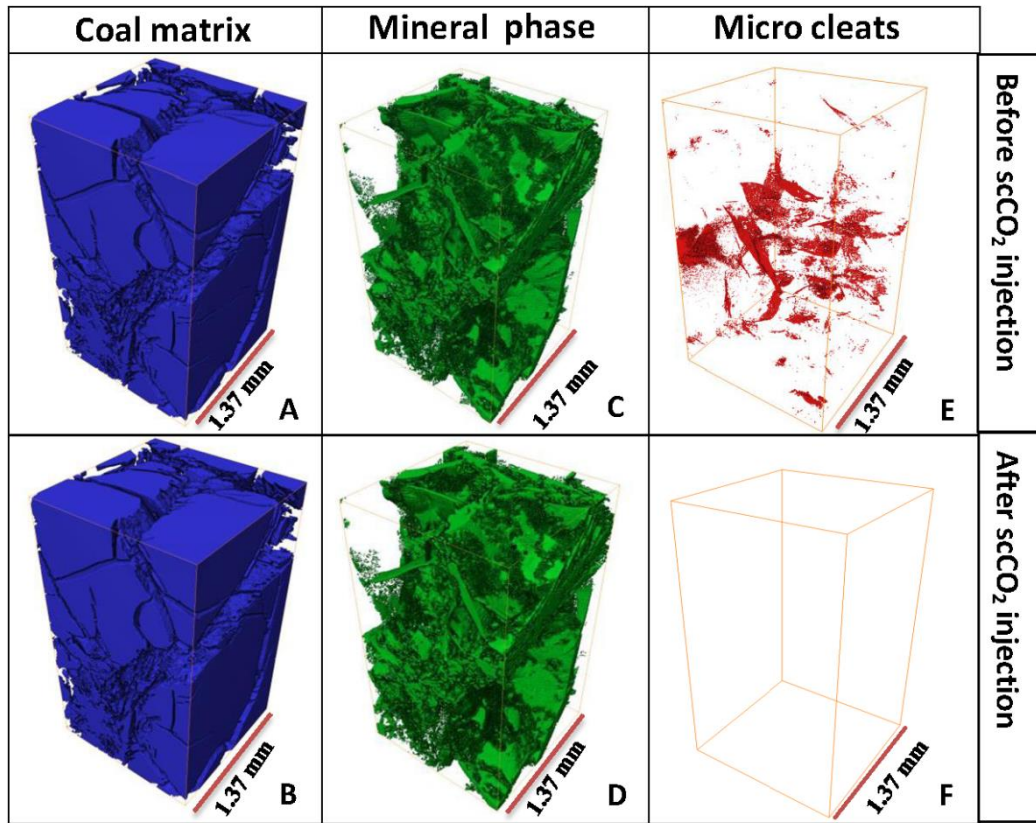 Coal matrix
Mineral phase
Micro cleats
Before scCO₂ injection
1.37 mm
A
1.37 mm
C
1.37 mm
E
After scCO₂ injection
1.37 mm
B
1.37 mm
D
1.37 mm
F